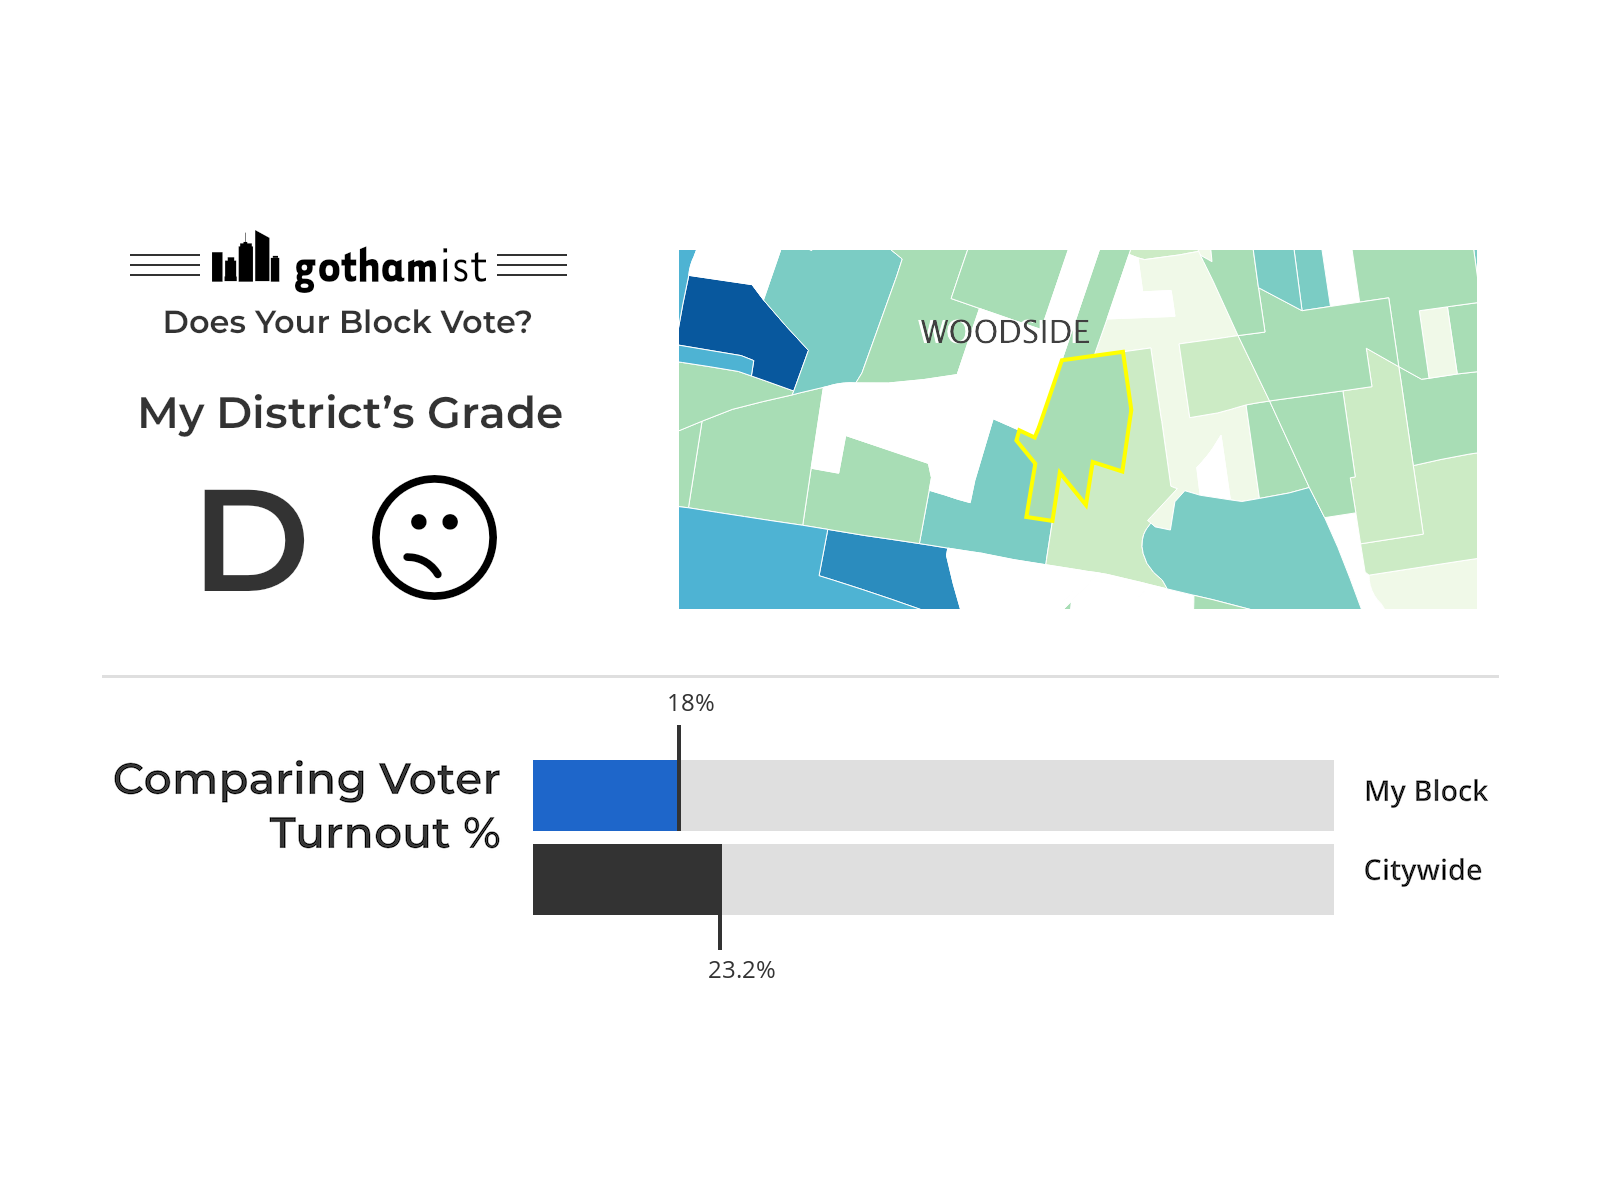 gothamist
Does Your Block Vote?
My District’s Grade
D
WOODSIDE
18%
Comparing Voter
Turnout %
My Block
Citywide
23.2%